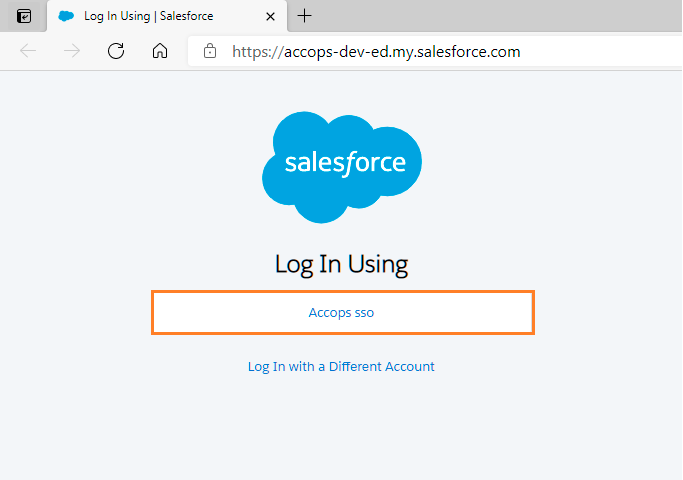 Log In Using | Salesforce
https://accops-dev-ed.my.salesforce.com
salesforce
Log In Using
Accops sso
Log In with a Different Account